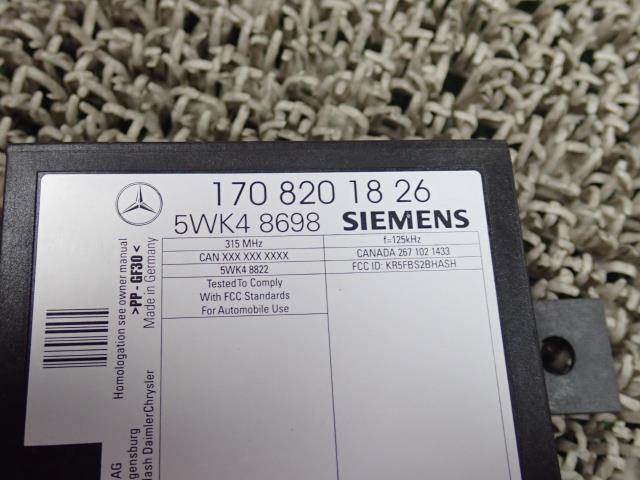 170 820 18 26
5WK4 8698 SIEMENS
315 MHz
CAN XXX XXX XXXX
5WK4 8822
Tested To Comply
With FCC Standards
For Automobile Use
f=125kHz
CANADA 267 102 1433
FCC ID: KR5FBS2BHASH
Homologation see owner manual
>PP - GF30<
Made in Germany
AG
DaimlerChrysler